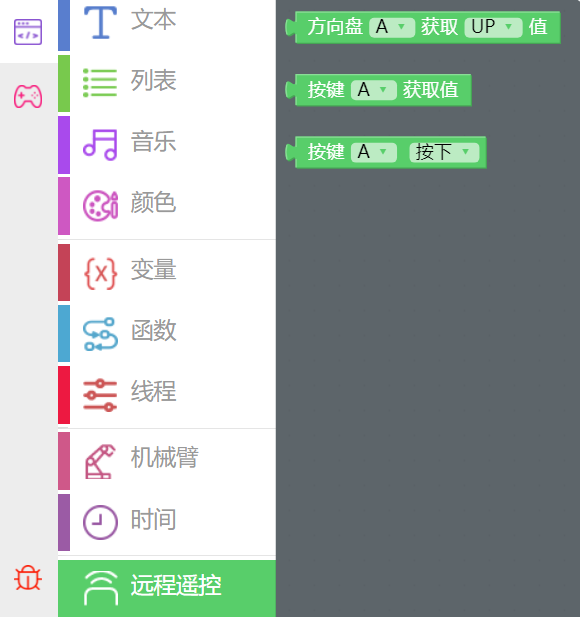 文本
列表
音乐
颜色
变量
函数
线程
机械臂
时间
远程遥控
方向盘 A 获取 UP 值
按键 A 获取值
按键 A 按下